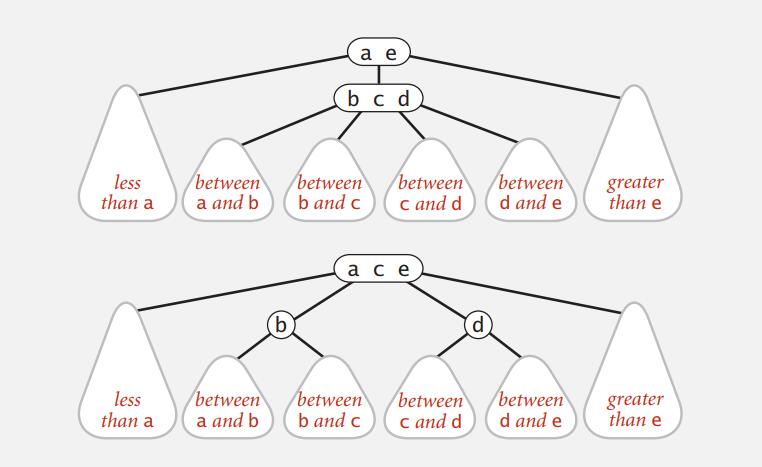 a e
b c d
less
than a
between
a and b
between
b and c
between
c and d
between
d and e
greater
than e
a c e
b
d
less
than a
between
a and b
between
b and c
between
c and d
between
d and e
greater
than e